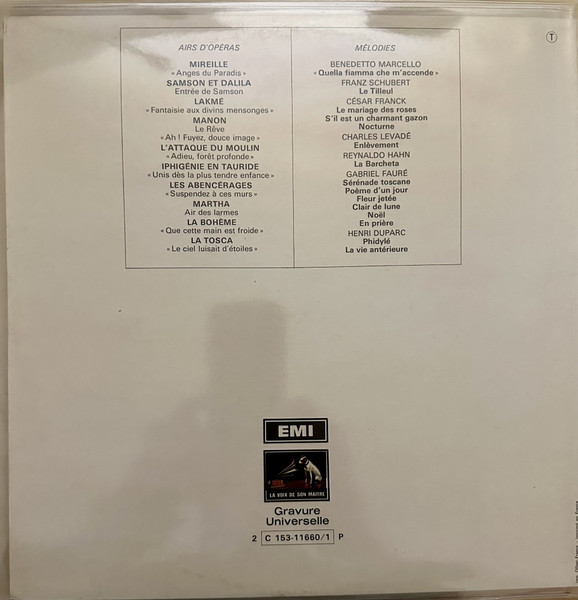 AIRS D'OPÉRAS
MIREILLE
« Anges du Paradis »
SAMSON ET DALILA
Entrée de Samson
LAKMÉ
« Fantaisie aux divins mensonges »
MANON
Le Rêve
« Ah ! Fuyez, douce image »
L'ATTAQUE DU MOULIN
« Adieu, forêt profonde »
IPHIGÉNIE EN TAURIDE
« Unis dès la plus tendre enfance »
LES ABENCÉRAGES
« Suspendez à ces murs »
MARTHA
Air des larmes
LA BOHÈME
« Que cette main est froide »
LA TOSCA
« Le ciel luisait d'étoiles »
MÉLODIES
BENEDETTO MARCELLO
« Quella fiamma che m'accende »
FRANZ SCHUBERT
Le Tilleul
CÉSAR FRANCK
Le mariage des roses
S'il est un charmant gazon
Nocturne
CHARLES LEVADÉ
Enlèvement
REYNALDO HAHN
La Barcheta
GABRIEL FAURÉ
Sérénade toscane
Poème d'un jour
Fleur jetée
Clair de lune
Noël
En prière
HENRI DUPARC
Phidylé
La vie antérieure
T
EMI
LA VOIX DE SON MAITRE
Gravure
Universelle
2 C 153-11660/1 P